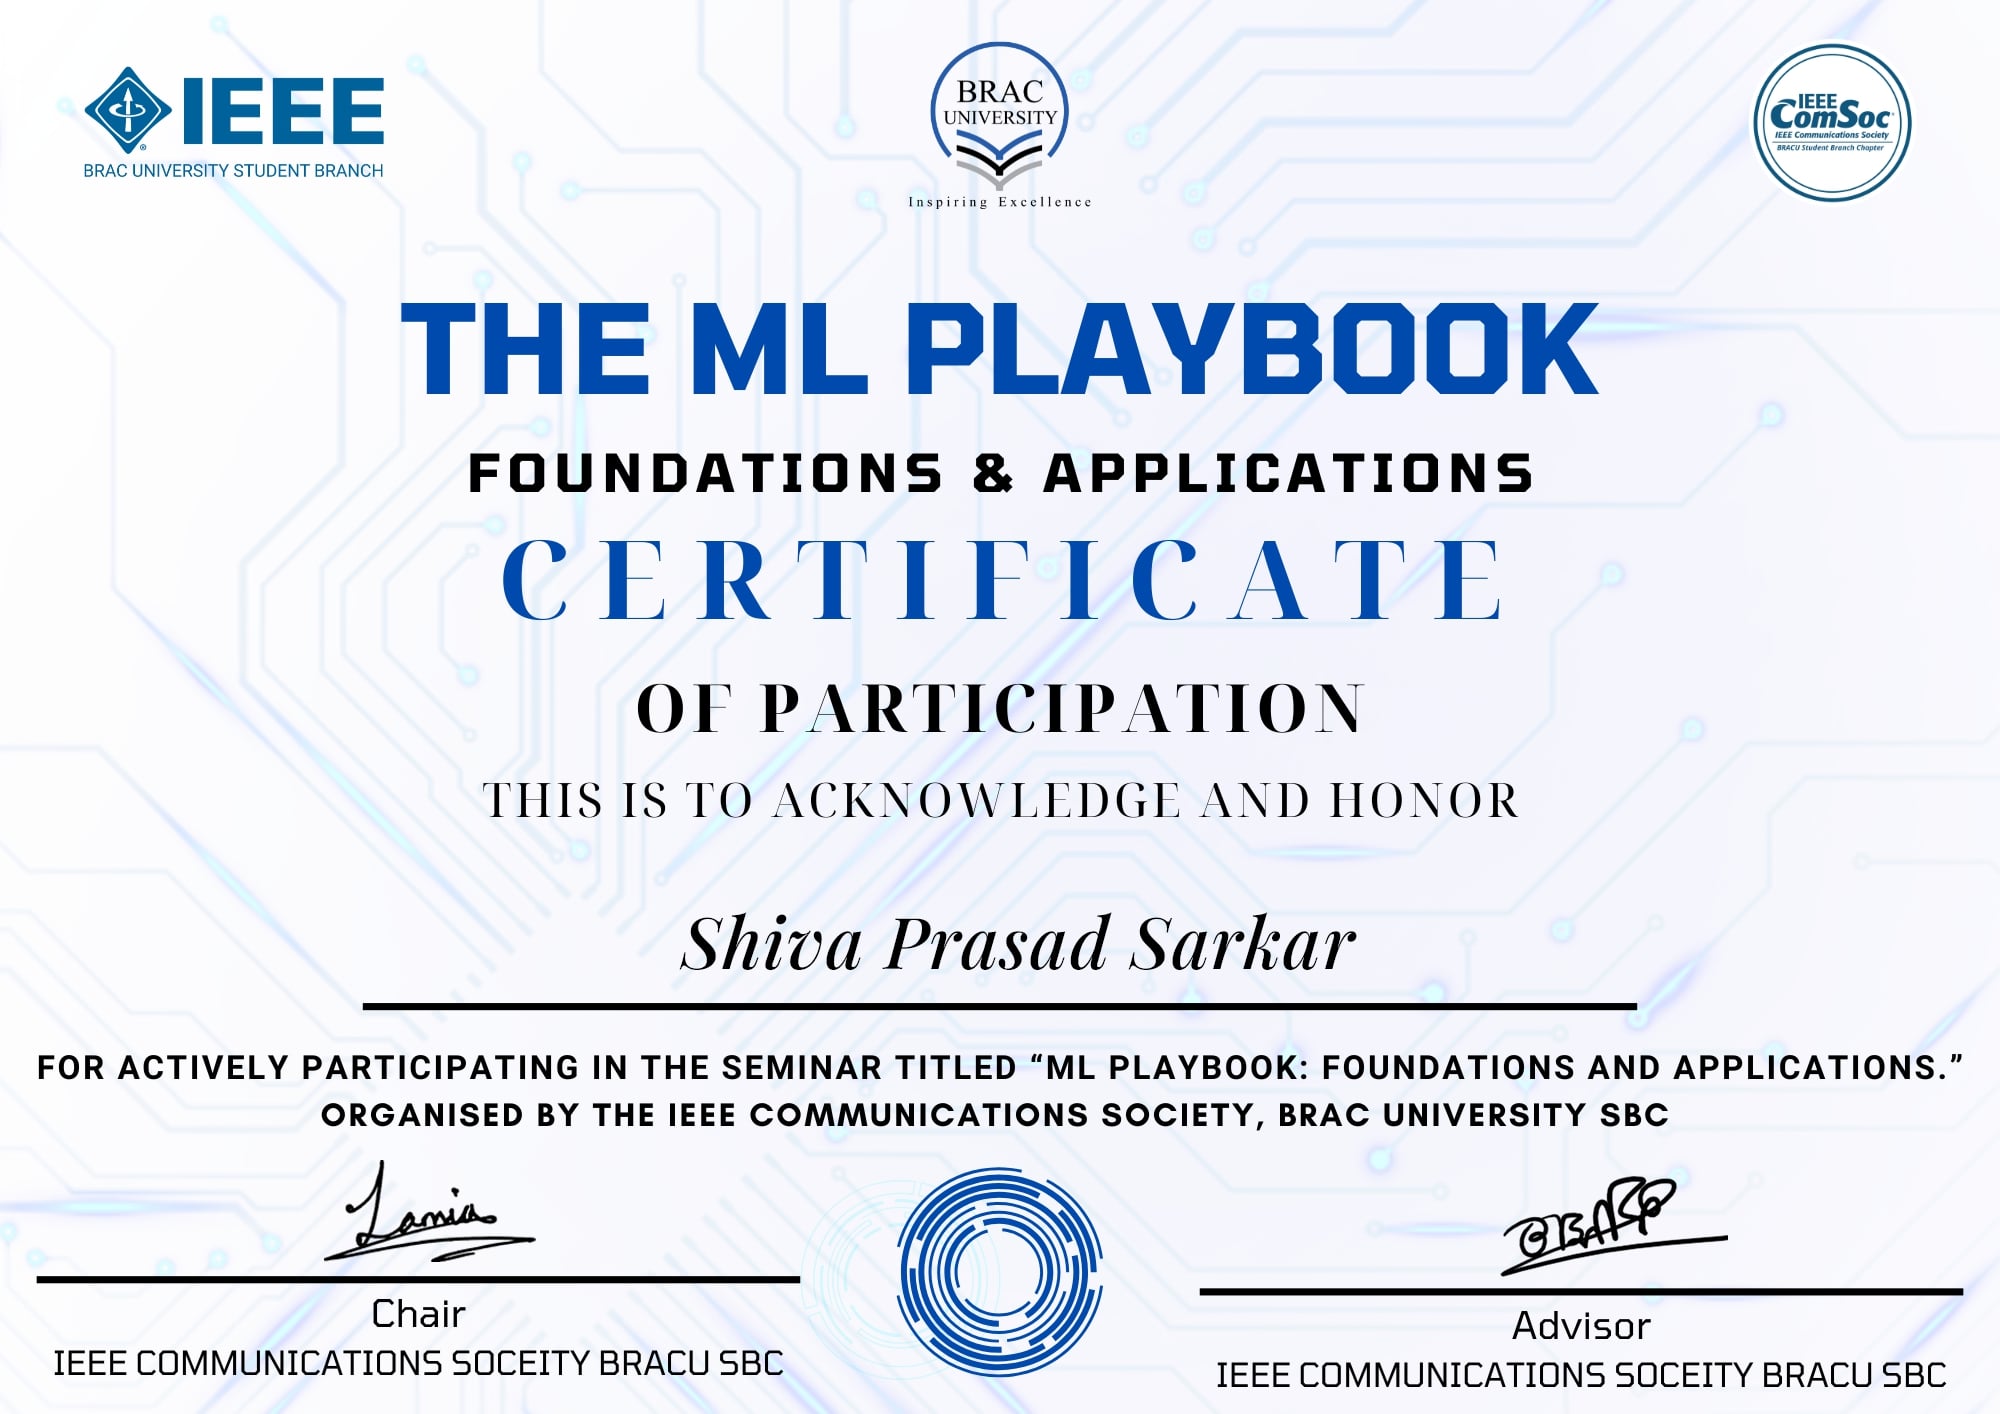 IEEE
BRAC UNIVERSITY STUDENT BRANCH
BRAC
UNIVERSITY
Inspiring Excellence
IEEE
ComSoc
IEEE Communications Society
BRACU Student Branch Chapter
THE ML PLAYBOOK
FOUNDATIONS & APPLICATIONS
CERTIFICATE
OF PARTICIPATION
THIS IS TO ACKNOWLEDGE AND HONOR
Shiva Prasad Sarkar
FOR ACTIVELY PARTICIPATING IN THE SEMINAR TITLED “ML PLAYBOOK: FOUNDATIONS AND APPLICATIONS.”
ORGANISED BY THE IEEE COMMUNICATIONS SOCIETY, BRAC UNIVERSITY SBC
Chair
IEEE COMMUNICATIONS SOCEITY BRACU SBC
Advisor
IEEE COMMUNICATIONS SOCEITY BRACU SBC